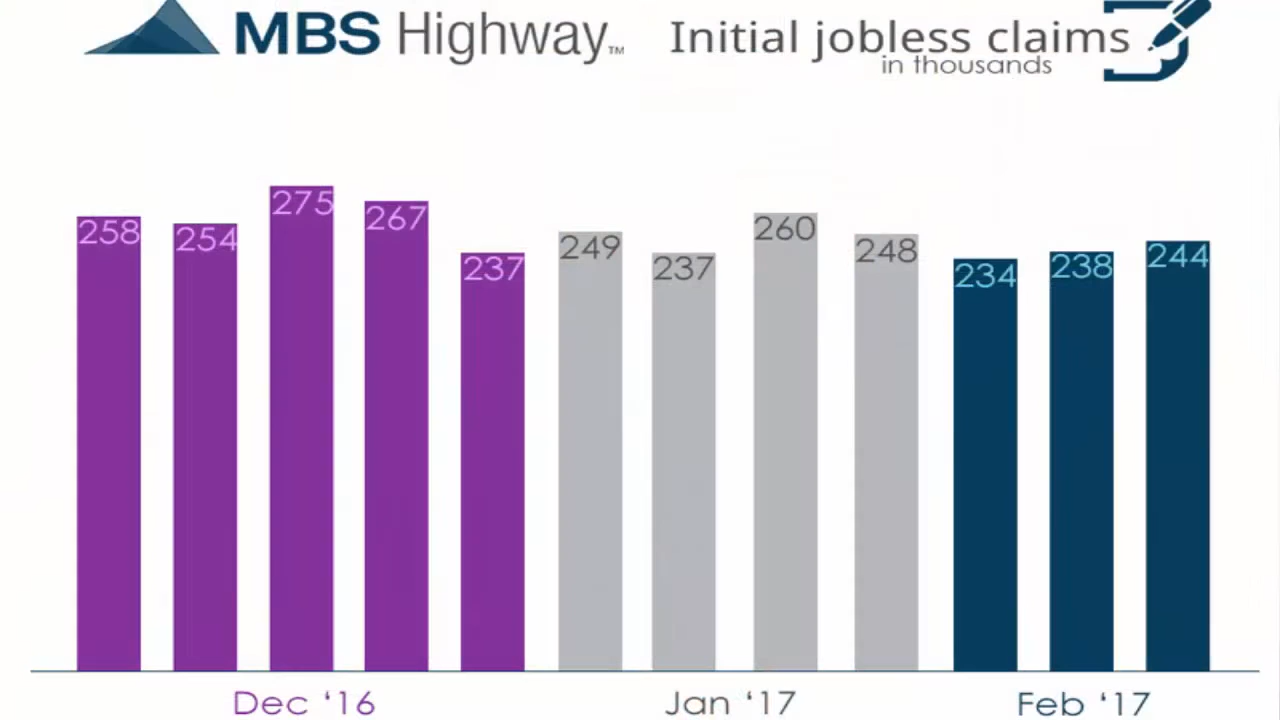 MBS Highway™
Initial jobless claims
in thousands
258
254
275
267
237
249
237
260
248
234
238
244
Dec ‘16
Jan ‘17
Feb ‘17